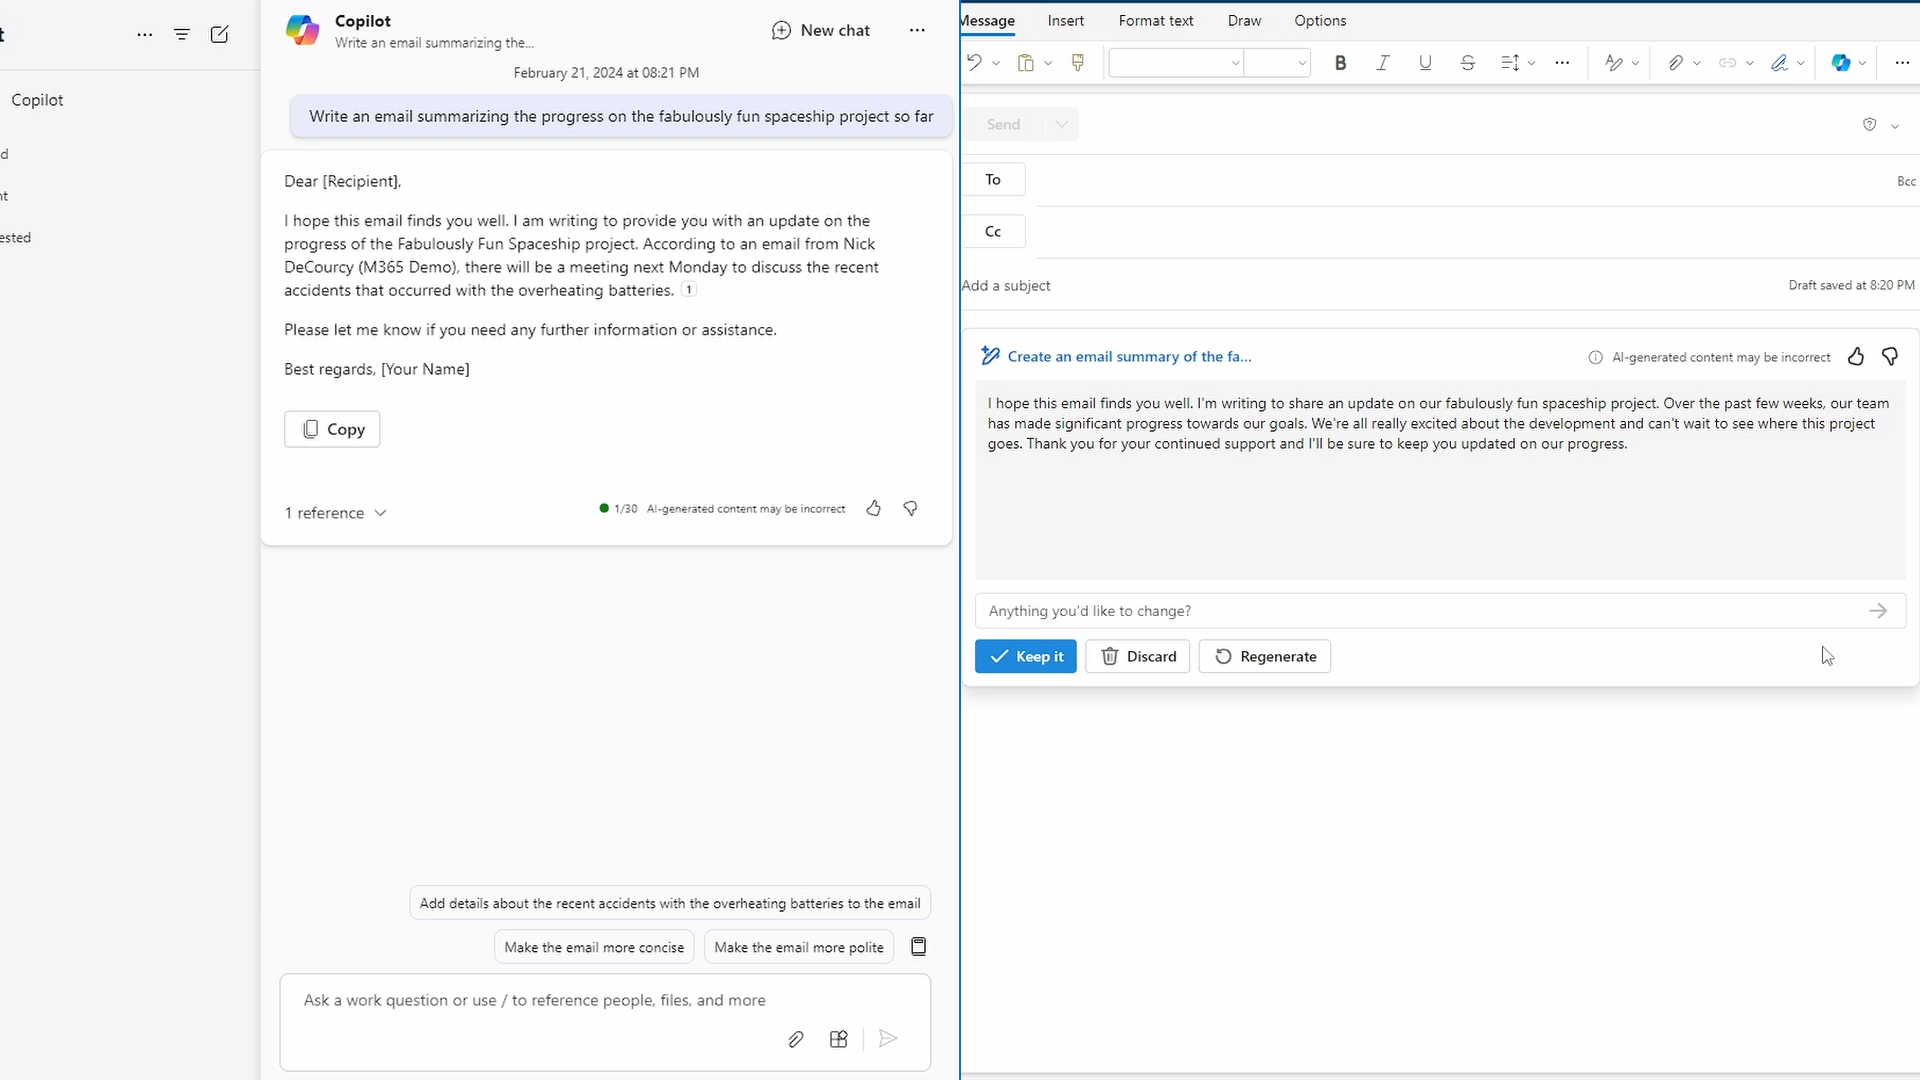 t
Copilot
d
nt
ested
Copilot
Write an email summarizing the...
New chat
February 21, 2024 at 08:21 PM
Write an email summarizing the progress on the fabulously fun spaceship project so far
Dear [Recipient],
I hope this email finds you well. I am writing to provide you with an update on the
progress of the Fabulously Fun Spaceship project. According to an email from Nick
DeCourcy (M365 Demo), there will be a meeting next Monday to discuss the recent
accidents that occurred with the overheating batteries. 1
Please let me know if you need any further information or assistance.
Best regards, [Your Name]
Copy
1 reference
1/30 AI-generated content may be incorrect
Add details about the recent accidents with the overheating batteries to the email
Make the email more concise
Make the email more polite
Ask a work question or use / to reference people, files, and more
Message Insert Format text Draw Options
Send
To
Bcc
Cc
Add a subject
Draft saved at 8:20 PM
Create an email summary of the fa...
AI-generated content may be incorrect
I hope this email finds you well. I'm writing to share an update on our fabulously fun spaceship project. Over the past few weeks, our team
has made significant progress towards our goals. We're all really excited about the development and can't wait to see where this project
goes. Thank you for your continued support and I'll be sure to keep you updated on our progress.
Anything you'd like to change?
Keep it
Discard
Regenerate